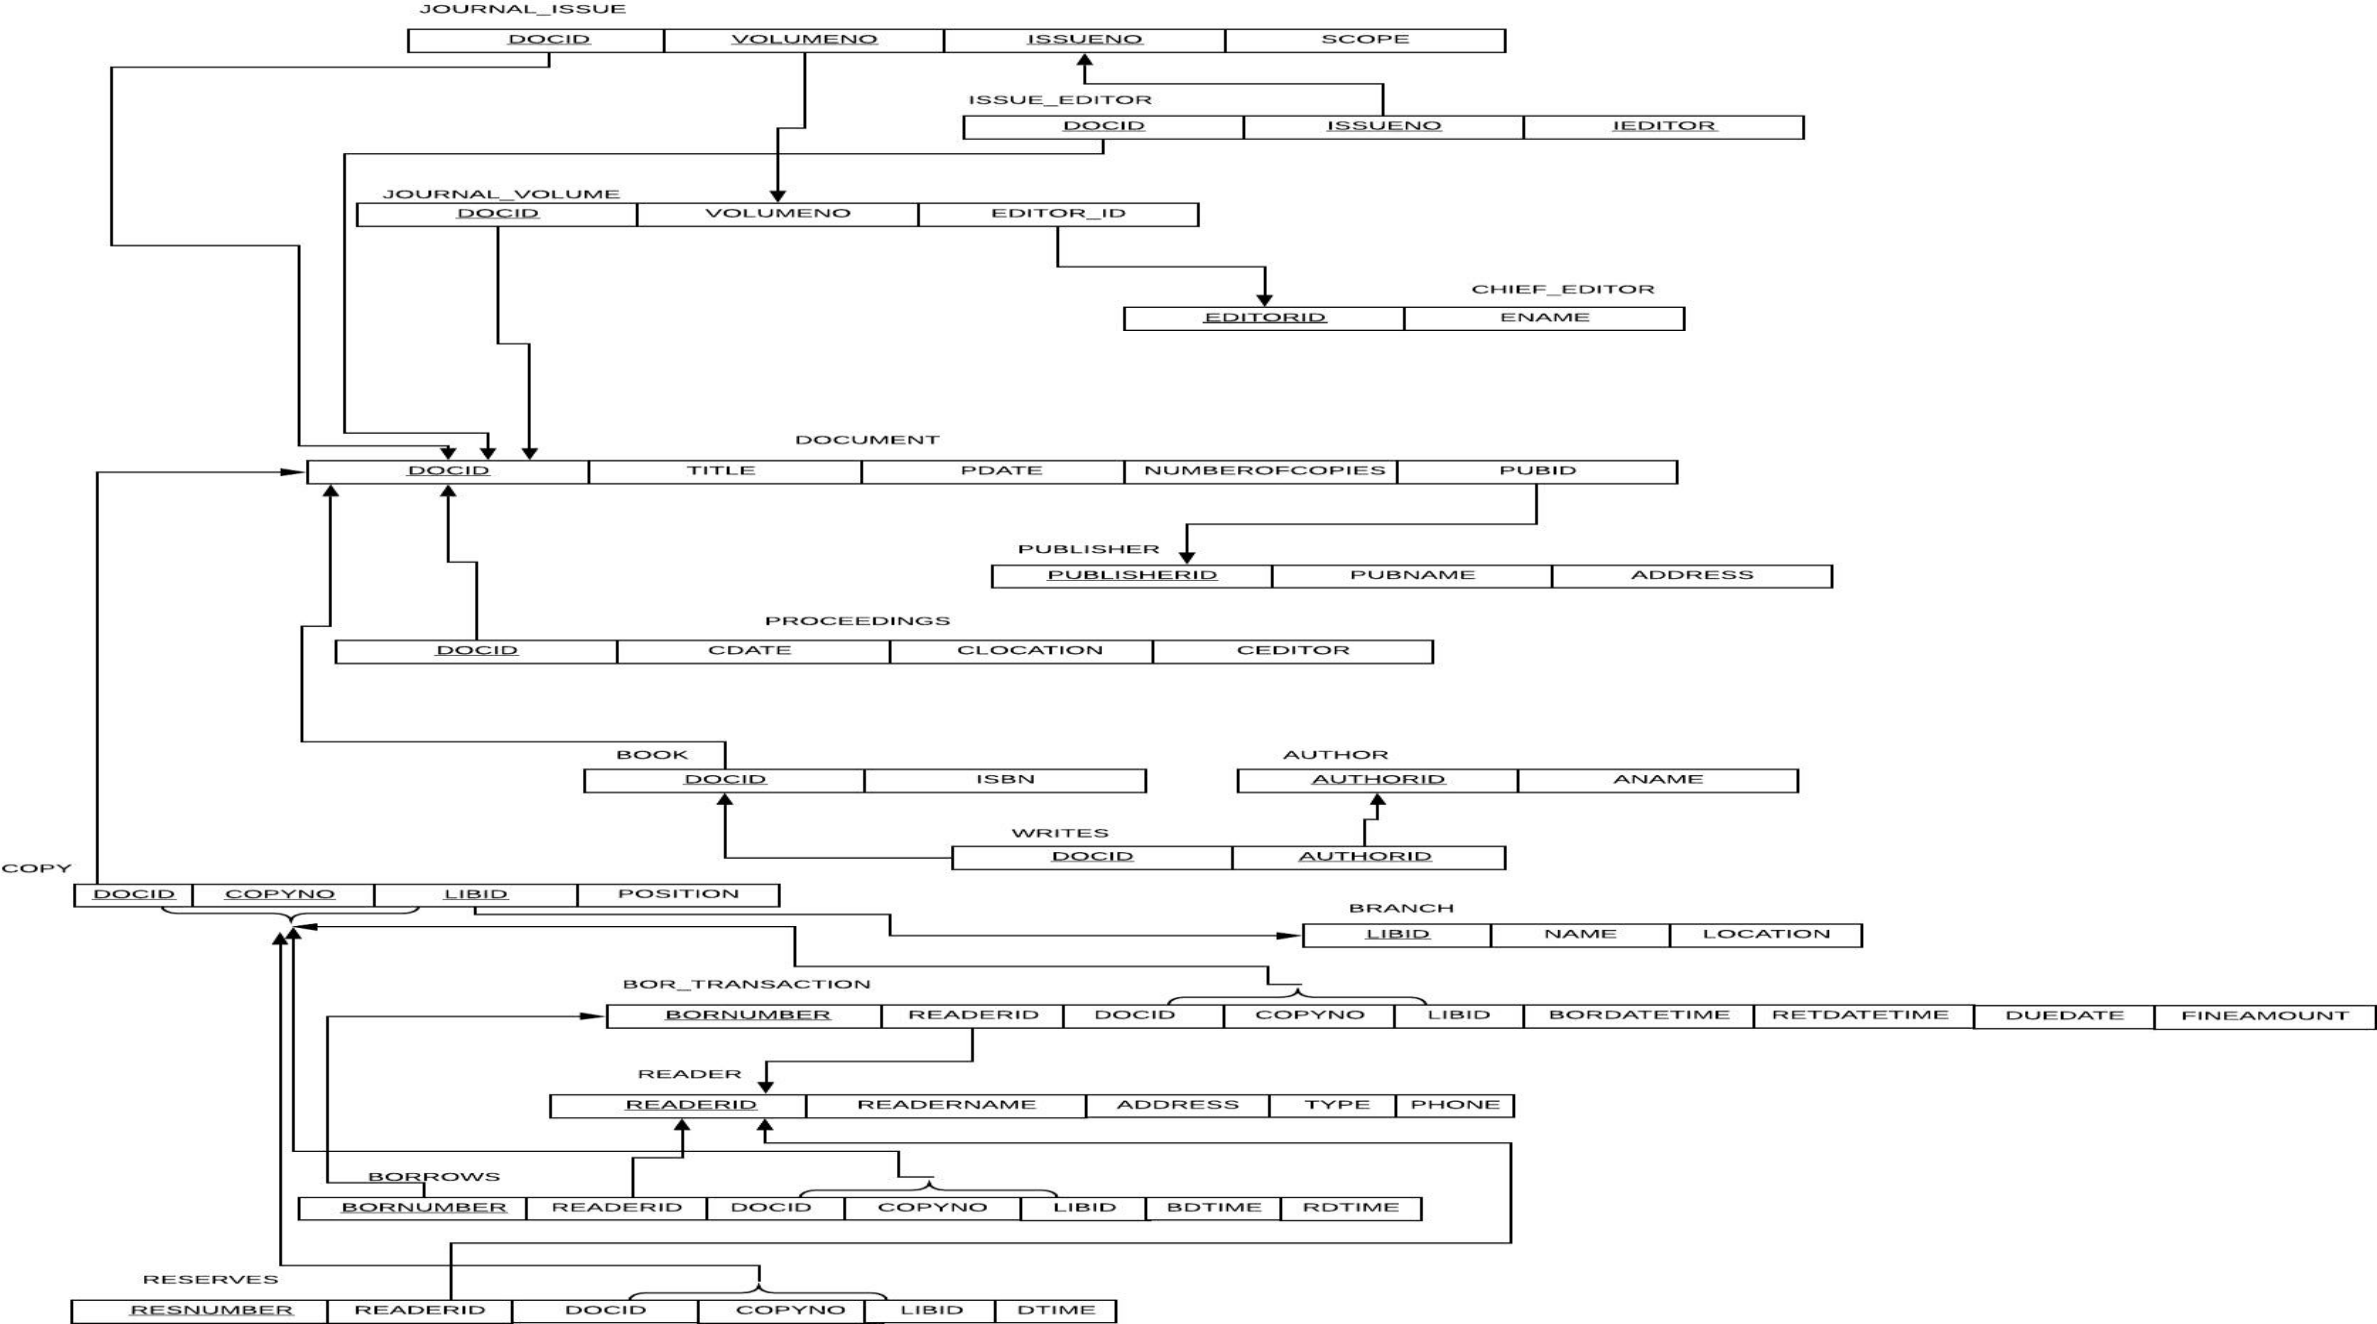 JOURNAL_ISSUE
DOCID VOLUMENO ISSUENO SCOPE
ISSUE_EDITOR
DOCID ISSUENO IEDITOR
JOURNAL_VOLUME
DOCID VOLUMENO EDITOR_ID
CHIEF_EDITOR
EDITORID ENAME
DOCUMENT
DOCID TITLE PDATE NUMBEROFCOPIES PUBID
PUBLISHER
PUBLISHERID PUBNAME ADDRESS
PROCEEDINGS
DOCID CDATE CLOCATION CEDITOR
BOOK
DOCID ISBN
AUTHOR
AUTHORID ANAME
WRITES
DOCID AUTHORID
COPY
DOCID COPYNO LIBID POSITION
BRANCH
LIBID NAME LOCATION
BOR_TRANSACTION
BORNUMBER READERID DOCID COPYNO LIBID BORDATETIME RETDATETIME DUEDATE FINEAMOUNT
READER
READERID READERNAME ADDRESS TYPE PHONE
BORROWS
BORNUMBER READERID DOCID COPYNO LIBID BDTIME RDTIME
RESERVES
RESNUMBER READERID DOCID COPYNO LIBID DTIME